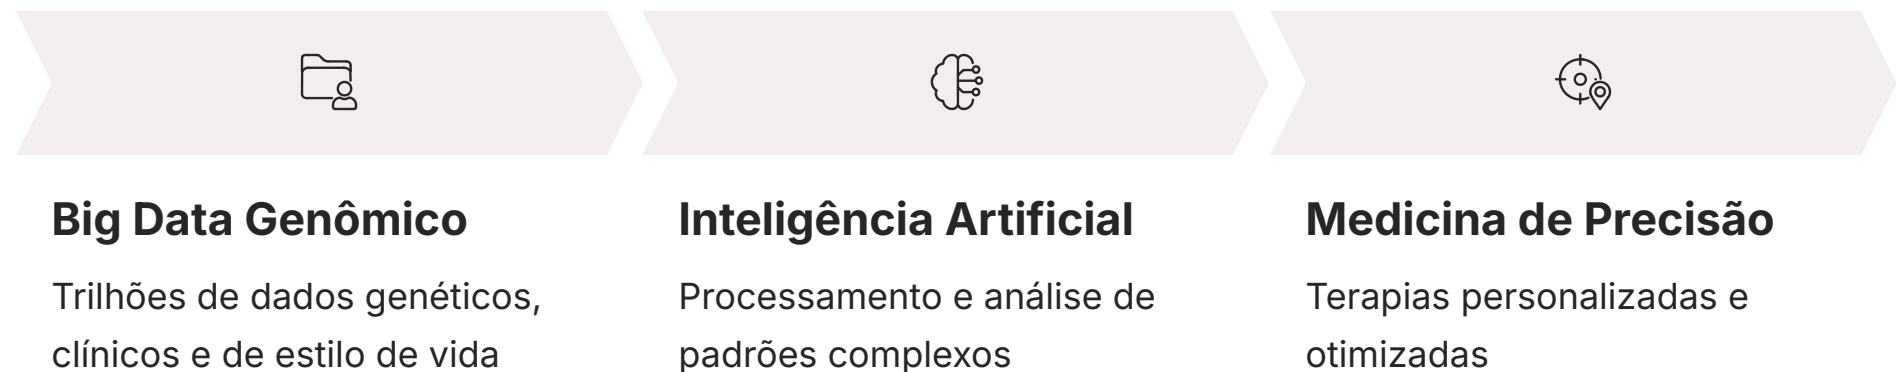 Big Data Genômico
Trilhões de dados genéticos,
clínicos e de estilo de vida
Inteligência Artificial
Processamento e análise de
padrões complexos
Medicina de Precisão
Terapias personalizadas e
otimizadas